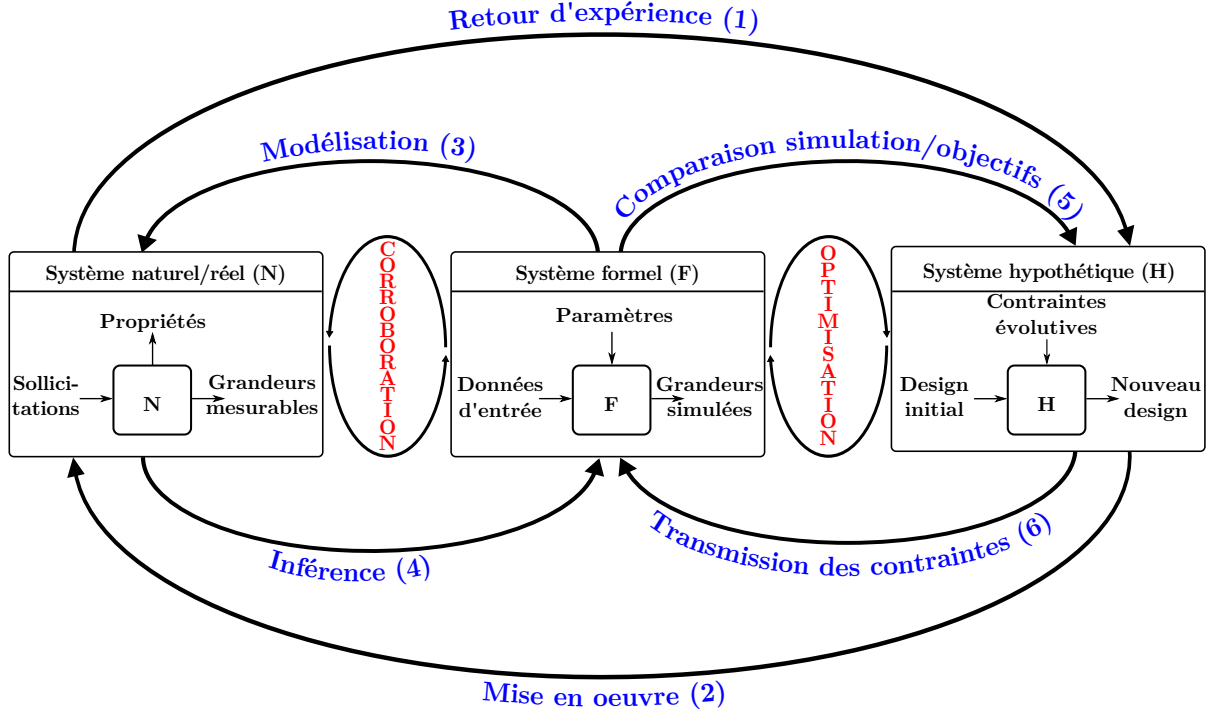 Retour d'expérience (1)
Modélisation (3)
Comparaison simulation/objectifs (5)
Système naturel/réel (N)
Propriétés
Sollici-
tations
N
Grandeurs
mesurables
CORROBORATION
Système formel (F)
Paramètres
Données
d'entrée
F
Grandeurs
simulées
OPTIMISATION
Système hypothétique (H)
Contraintes
évolutives
Design
initial
H
Nouveau
design
Inférence (4)
Transmission des contraintes (6)
Mise en oeuvre (2)